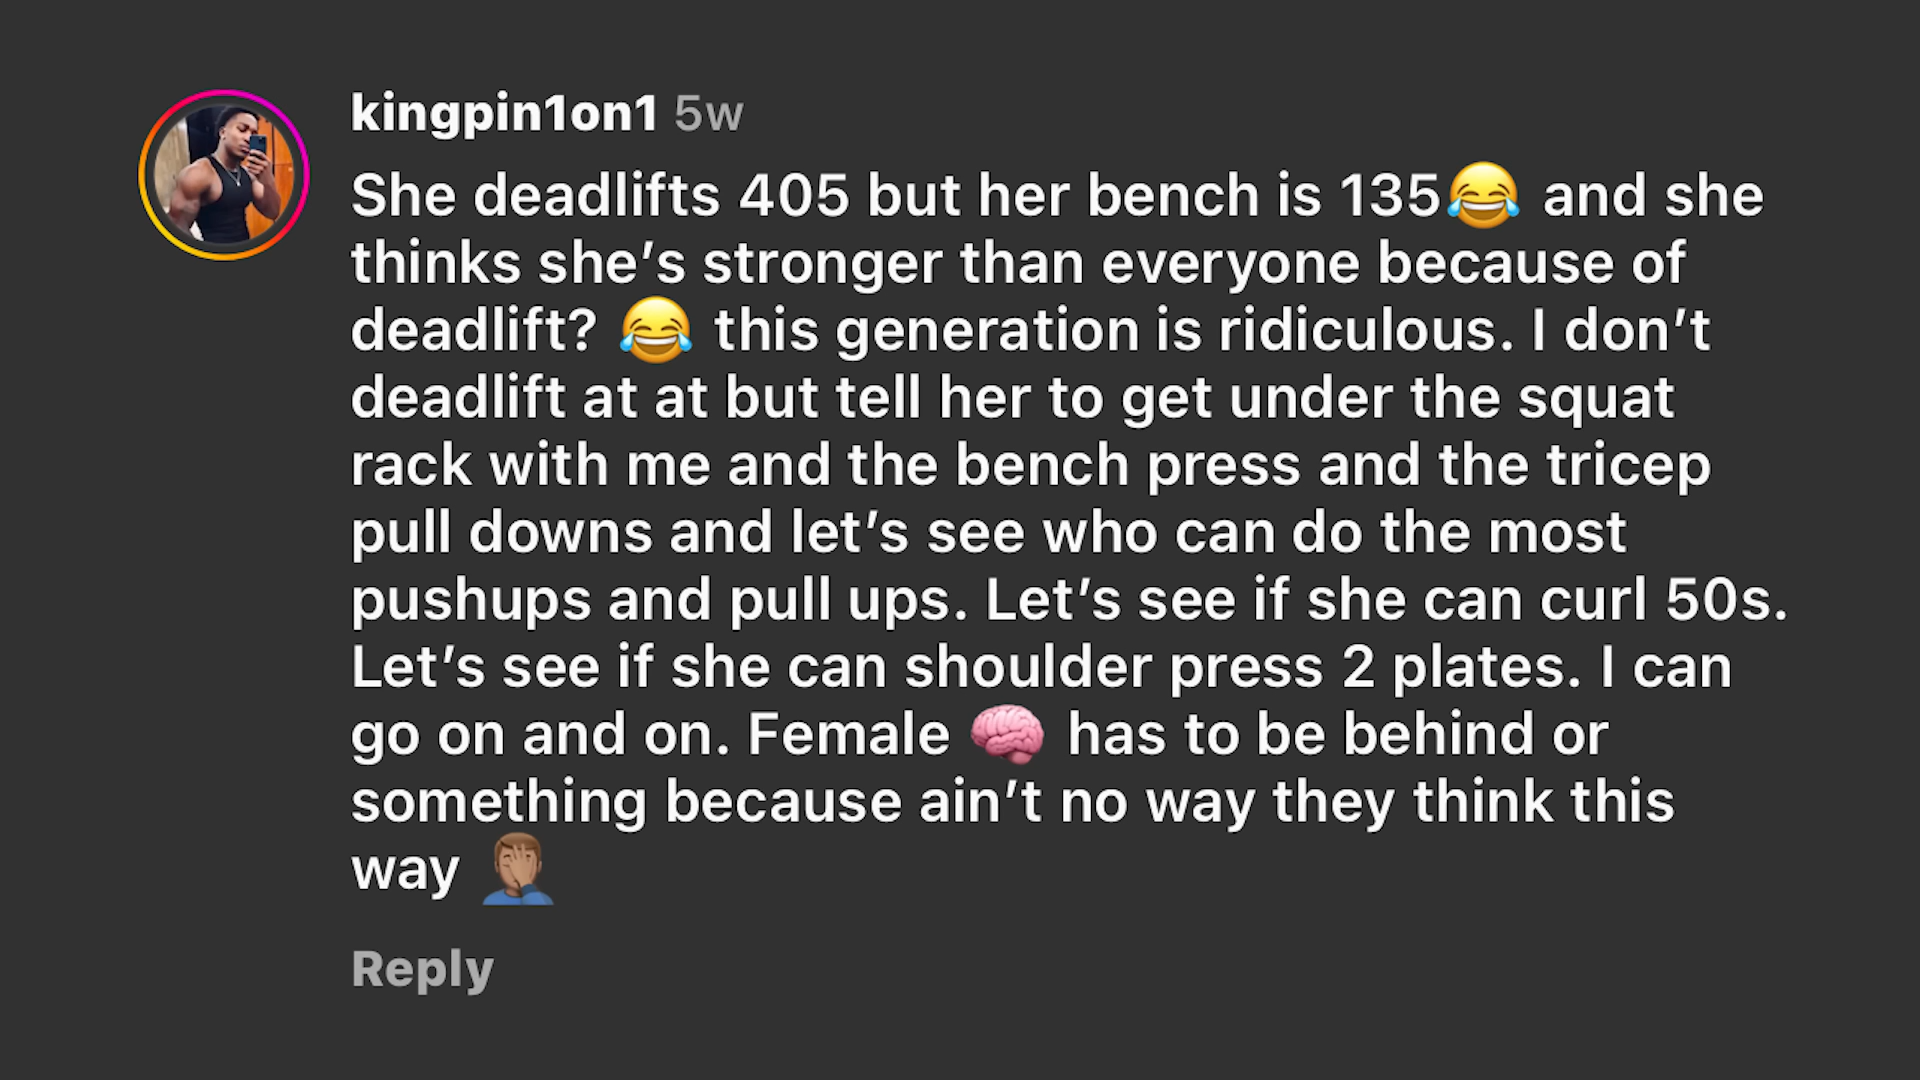 kingpin1on1 5w
She deadlifts 405 but her bench is 135😂 and she
thinks she’s stronger than everyone because of
deadlift? 😂 this generation is ridiculous. I don’t
deadlift at at but tell her to get under the squat
rack with me and the bench press and the tricep
pull downs and let’s see who can do the most
pushups and pull ups. Let’s see if she can curl 50s.
Let’s see if she can shoulder press 2 plates. I can
go on and on. Female 🧠 has to be behind or
something because ain’t no way they think this
way 🤦🏽‍♂️
Reply